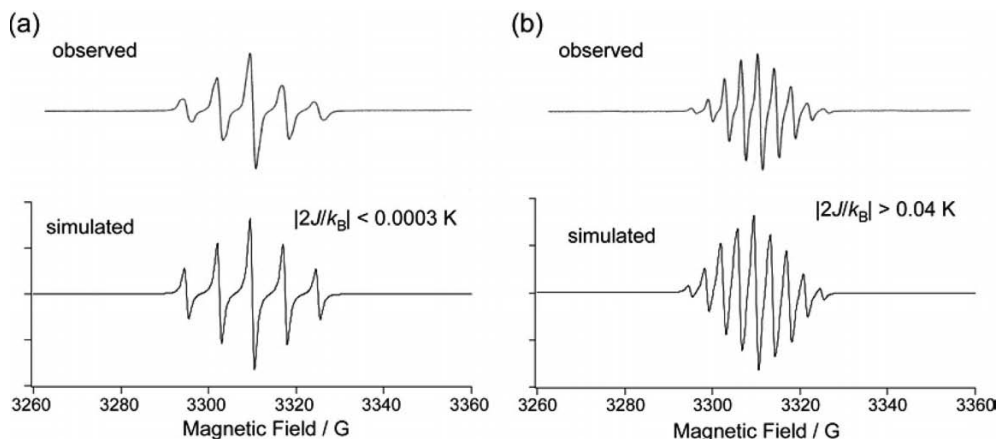 (a)
observed
simulated
|2J/kB| < 0.0003 K
3260 3280 3300 3320 3340 3360
Magnetic Field / G
(b)
observed
simulated
|2J/kB| > 0.04 K
3260 3280 3300 3320 3340 3360
Magnetic Field / G